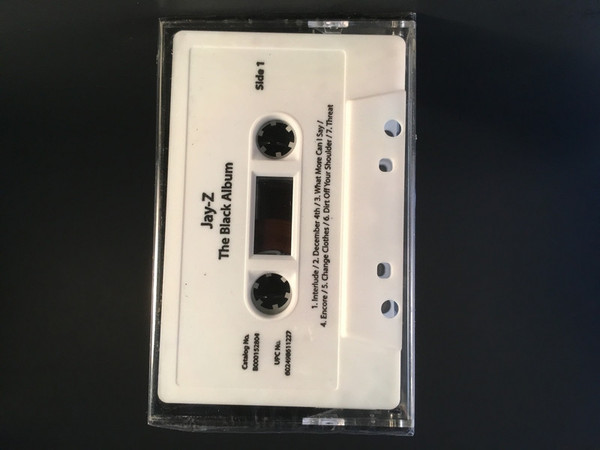 Jay-Z
The Black Album
Side 1
Catalog No.
B000152804
UPC No.
602498611227
1. Interlude / 2. December 4th / 3. What More Can I Say /
4. Encore / 5. Change Clothes / 6. Dirt Off Your Shoulder / 7. Threat